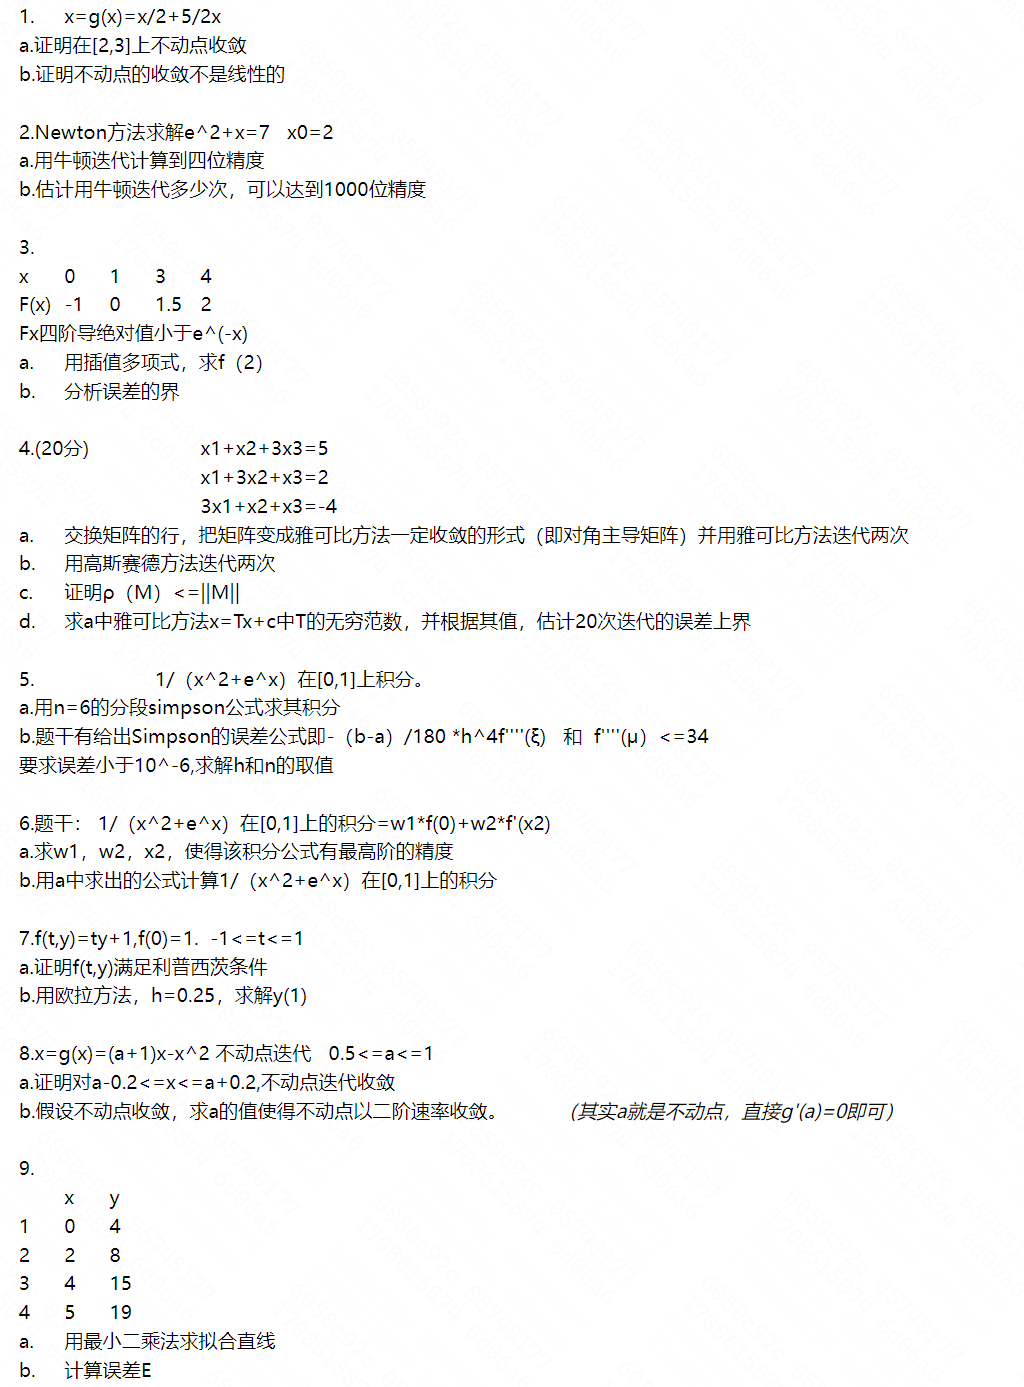 1. x=g(x)=x/2+5/2x
a.证明在[2,3]上不动点收敛
b.证明不动点的收敛不是线性的
2.Newton方法求解e^2+x=7 x0=2
a.用牛顿迭代计算到四位精度
b.估计用牛顿迭代多少次，可以达到1000位精度
3.
x 0 1 3 4
F(x) -1 0 1.5 2
Fx四阶导绝对值小于e^(-x)
a. 用插值多项式，求f（2）
b. 分析误差的界
4.(20分) x1+x2+3x3=5
x1+3x2+x3=2
3x1+x2+x3=-4
a. 交换矩阵的行，把矩阵变成雅可比方法一定收敛的形式（即对角主导矩阵）并用雅可比方法迭代两次
b. 用高斯赛德方法迭代两次
c. 证明ρ（M）<=||M||
d. 求a中雅可比方法x=Tx+c中T的无穷范数，并根据其值，估计20次迭代的误差上界
5. 1/（x^2+e^x）在[0,1]上积分。
a.用n=6的分段simpson公式求其积分
b.题干有给出Simpson的误差公式即-（b-a）/180 *h^4f''''(ξ) 和 f''''(μ）<=34
要求误差小于10^-6,求解h和n的取值
6.题干： 1/（x^2+e^x）在[0,1]上的积分=w1*f(0)+w2*f'(x2)
a.求w1，w2，x2，使得该积分公式有最高阶的精度
b.用a中求出的公式计算1/（x^2+e^x）在[0,1]上的积分
7.f(t,y)=ty+1,f(0)=1. -1<=t<=1
a.证明f(t,y)满足利普西茨条件
b.用欧拉方法，h=0.25，求解y(1)
8.x=g(x)=(a+1)x-x^2 不动点迭代 0.5<=a<=1
a.证明对a-0.2<=x<=a+0.2,不动点迭代收敛
b.假设不动点收敛，求a的值使得不动点以二阶速率收敛。 （其实a就是不动点，直接g'(a)=0即可）
9.
x y
1 0 4
2 2 8
3 4 15
4 5 19
a. 用最小二乘法求拟合直线
b. 计算误差E